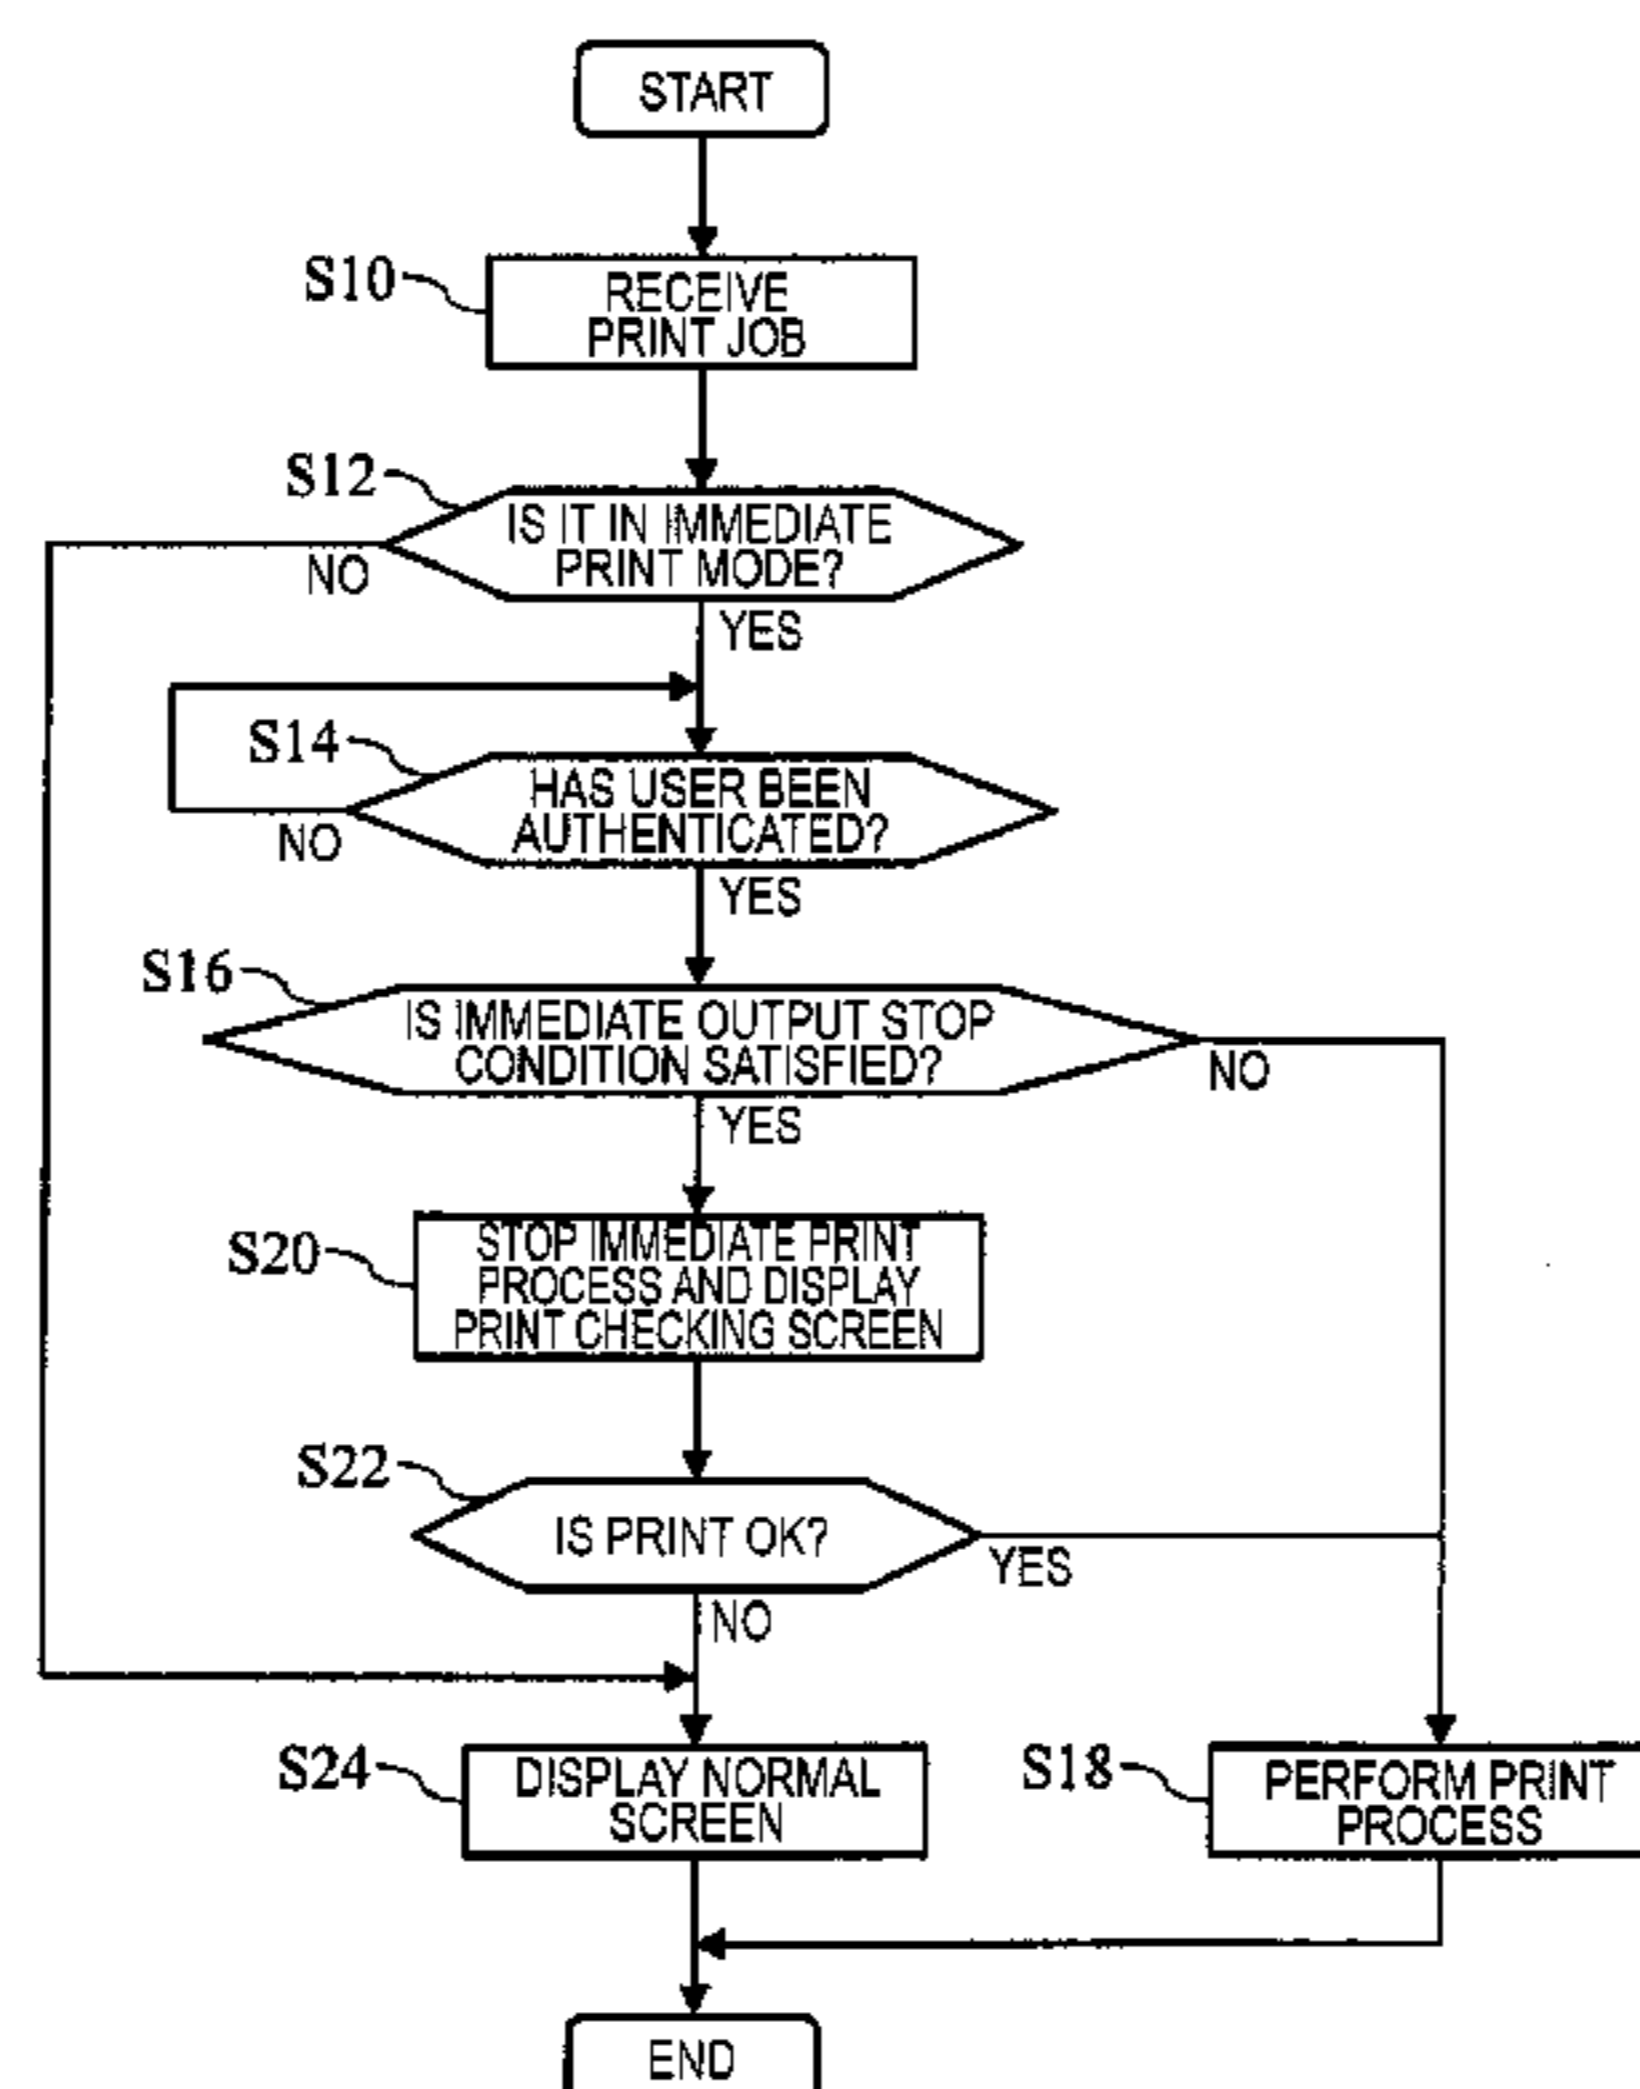 START
S10
RECEIVE
PRINT JOB
S12
IS IT IN IMMEDIATE
PRINT MODE?
NO
YES
S14
HAS USER BEEN
AUTHENTICATED?
NO
YES
S16
IS IMMEDIATE OUTPUT STOP
CONDITION SATISFIED?
NO
YES
S20
STOP IMMEDIATE PRINT
PROCESS AND DISPLAY
PRINT CHECKING SCREEN
S22
IS PRINT OK?
YES
NO
S24
DISPLAY NORMAL
SCREEN
S18
PERFORM PRINT
PROCESS
END